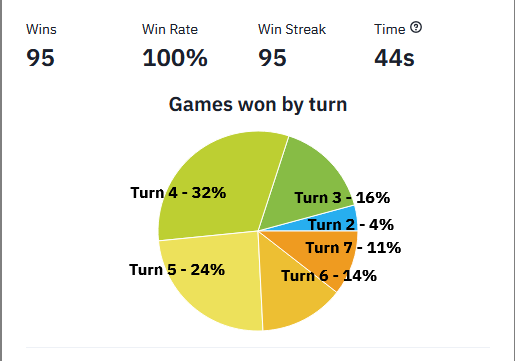 Wins Win Rate Win Streak Time ?
95 100% 95 44s
Games won by turn
Turn 4 - 32%
Turn 3 - 16%
Turn 2 - 4%
Turn 7 - 11%
Turn 5 - 24%
Turn 6 - 14%